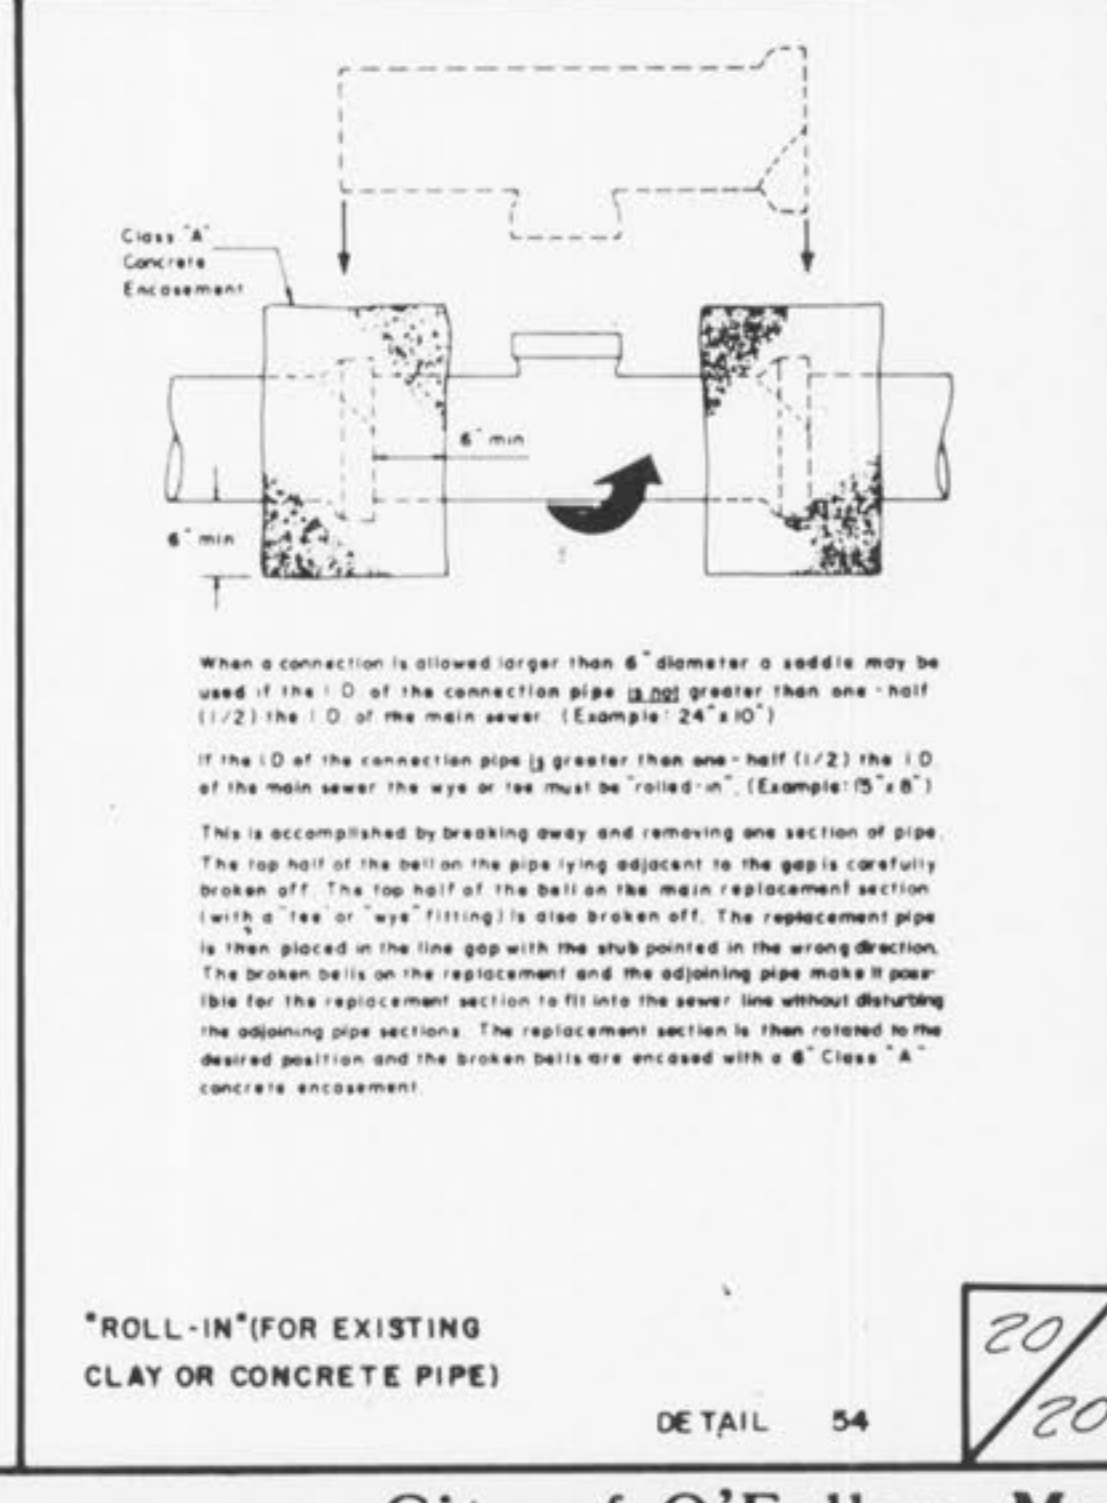 Class "A"
Concrete
Encasement
6" min
6" min
When a connection is allowed larger than 6" diameter a saddle may be
used if the I.D. of the connection pipe is not greater than one-half
(1/2) the I.D. of the main sewer. (Example: 24"x10")
If the I.D of the connection pipe is greater than one-half (1/2) the I.D.
of the main sewer the wye or tee must be "rolled-in". (Example: 15"x8")
This is accomplished by breaking away and removing one section of pipe.
The top half of the bell on the pipe lying adjacent to the gap is carefully
broken off. The top half of the bell on the main replacement section
(with a "tee" or "wye" fitting) is also broken off. The replacement pipe
is then placed in the line gap with the stub pointed in the wrong direction.
The broken bells on the replacement and the adjoining pipe make it poss-
ible for the replacement section to fit into the sewer line without disturbing
the adjoining pipe sections. The replacement section is then rotated to the
desired position and the broken bells are encased with a 6" Class "A"
concrete encasement.
"ROLL-IN"(FOR EXISTING
CLAY OR CONCRETE PIPE)
DETAIL 54
20/20